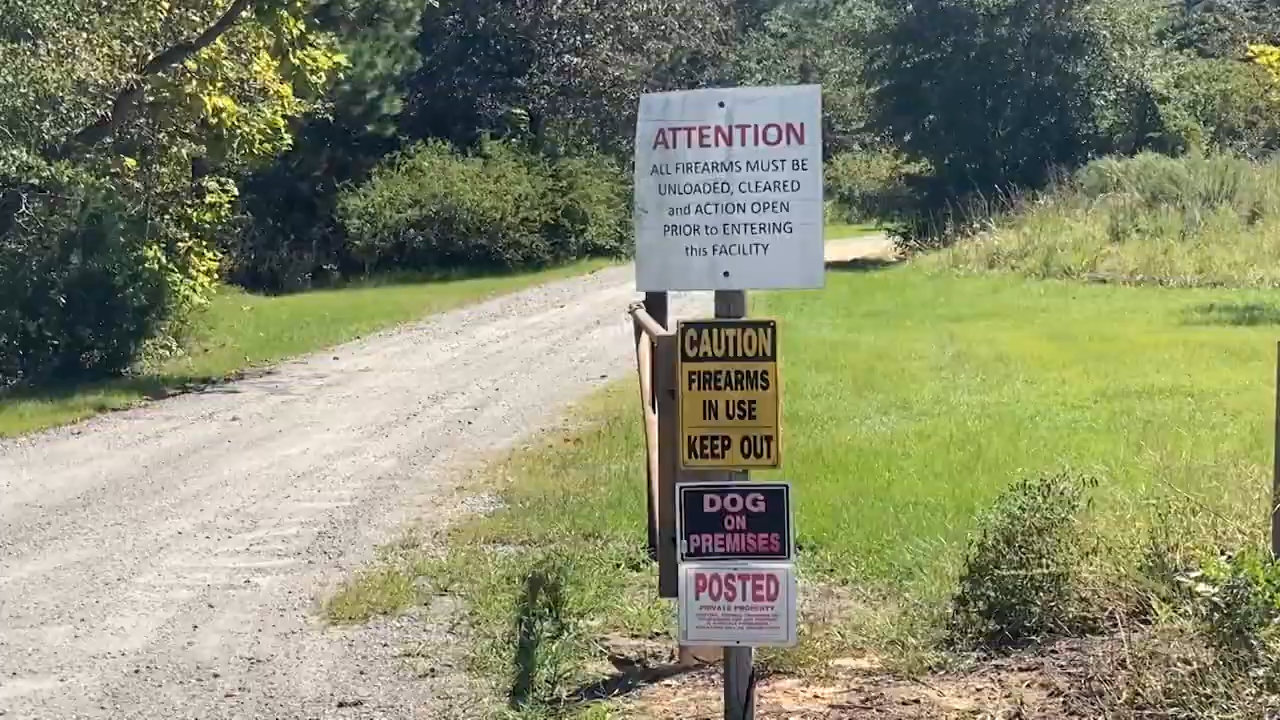 ATTENTION
ALL FIREARMS MUST BE
UNLOADED, CLEARED
and ACTION OPEN
PRIOR to ENTERING
this FACILITY
CAUTION
FIREARMS
IN USE
KEEP OUT
DOG
ON
PREMISES
POSTED
PRIVATE PROPERTY